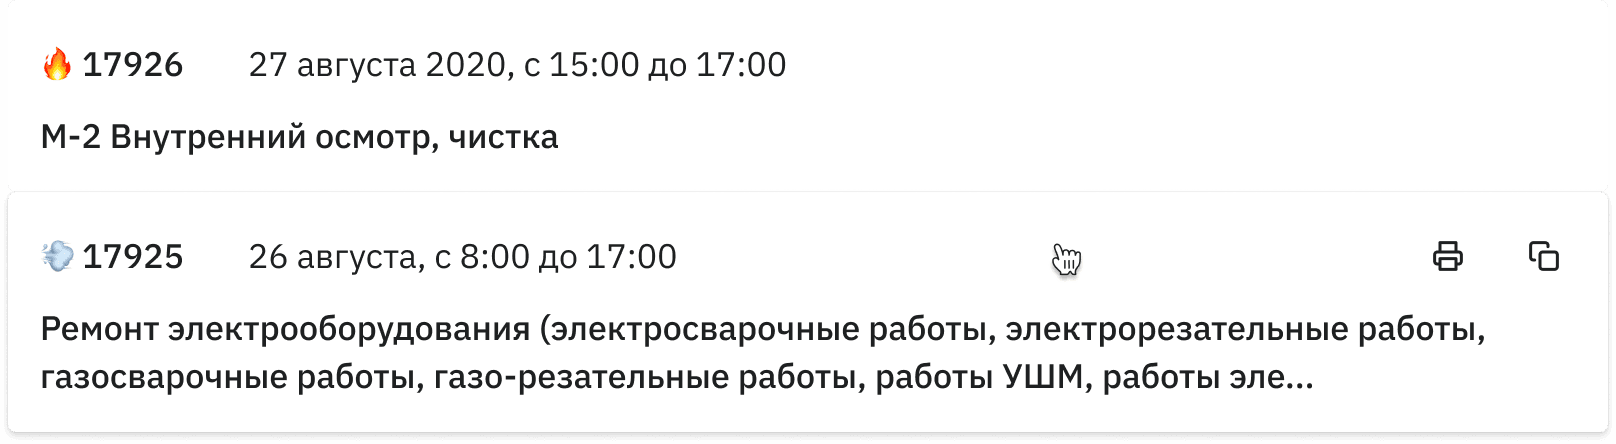 🔥 17926 27 августа 2020, с 15:00 до 17:00
М-2 Внутренний осмотр, чистка
💨 17925 26 августа, с 8:00 до 17:00
Ремонт электрооборудования (электросварочные работы, электрорезательные работы,
газосварочные работы, газо-резательные работы, работы УШМ, работы эле...